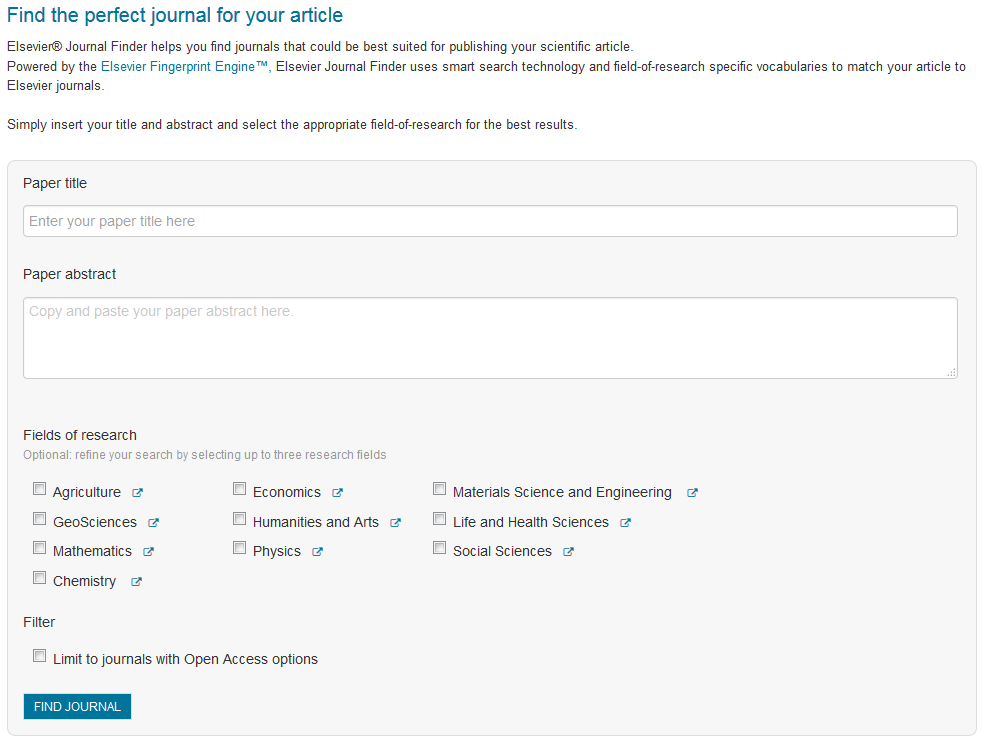 Find the perfect journal for your article
Elsevier® Journal Finder helps you find journals that could be best suited for publishing your scientific article.
Powered by the Elsevier Fingerprint Engine™, Elsevier Journal Finder uses smart search technology and field-of-research specific vocabularies to match your article to
Elsevier journals.
Simply insert your title and abstract and select the appropriate field-of-research for the best results.
Paper title
Enter your paper title here
Paper abstract
Copy and paste your paper abstract here.
Fields of research
Optional: refine your search by selecting up to three research fields
Agriculture Economics Materials Science and Engineering
GeoSciences Humanities and Arts Life and Health Sciences
Mathematics Physics Social Sciences
Chemistry
Filter
Limit to journals with Open Access options
FIND JOURNAL